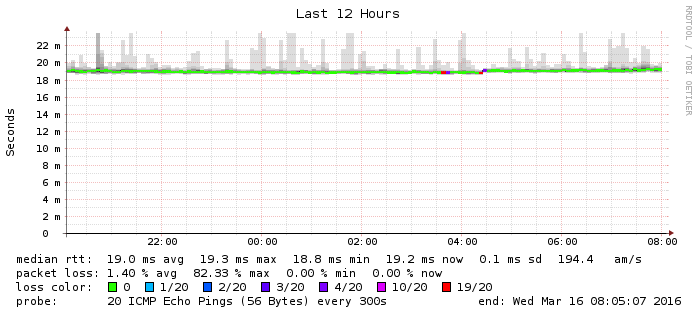 Last 12 Hours
RRDTOOL / TOBI OETIKER
Seconds
22 m
20 m
18 m
16 m
14 m
12 m
10 m
8 m
6 m
4 m
2 m
0
22:00 00:00 02:00 04:00 06:00 08:00
median rtt: 19.0 ms avg 19.3 ms max 18.8 ms min 19.2 ms now 0.1 ms sd 194.4 am/s
packet loss: 1.40 % avg 82.33 % max 0.00 % min 0.00 % now
loss color: 0 1/20 2/20 3/20 4/20 10/20 19/20
probe: 20 ICMP Echo Pings (56 Bytes) every 300s end: Wed Mar 16 08:05:07 2016